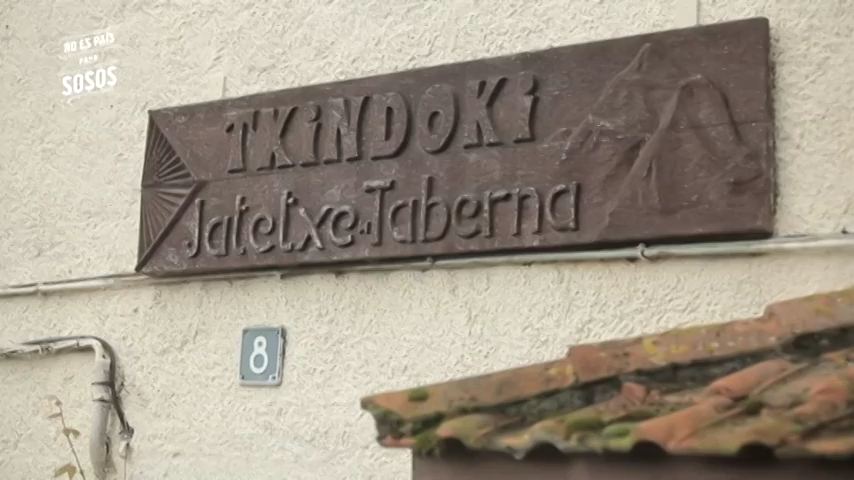 NO ES PAÍS
PARA
SOSOS
TXINDOKI
Jatetxe-Taberna
8